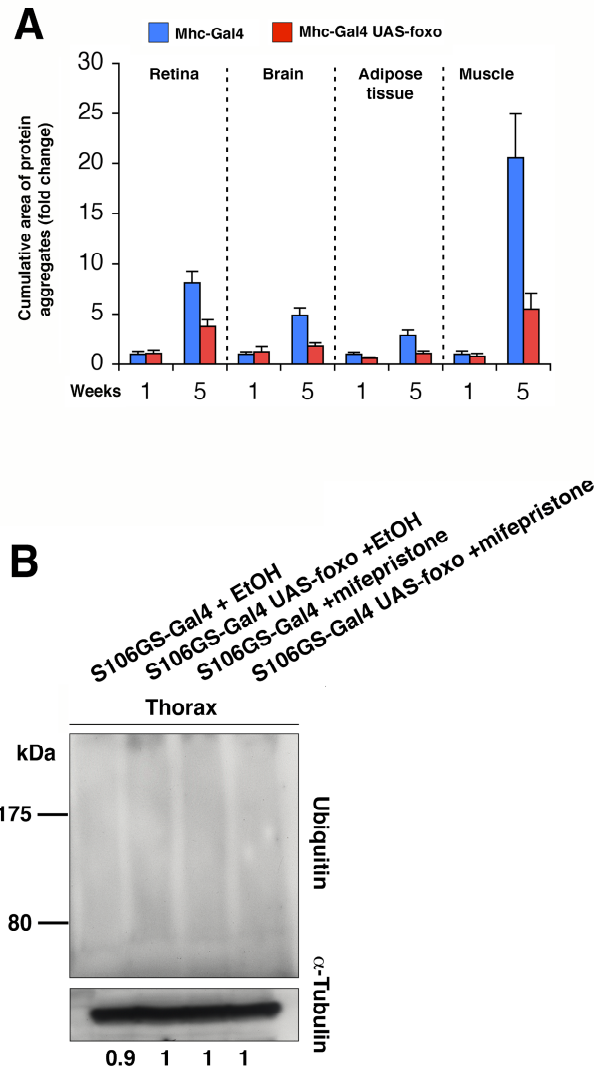 A
Mhc-Gal4
Mhc-Gal4 UAS-foxo
Cumulative area of protein
aggregates (fold change)
30
25
20
15
10
5
0
Retina
Brain
Adipose
tissue
Muscle
Weeks 1 5 1 5 1 5 1 5
B
S106GS-Gal4 + EtOH
S106GS-Gal4 UAS-foxo +EtOH
S106GS-Gal4 +mifepristone
S106GS-Gal4 UAS-foxo +mifepristone
Thorax
kDa
175
80
Ubiquitin
α-Tubulin
0.9 1 1 1